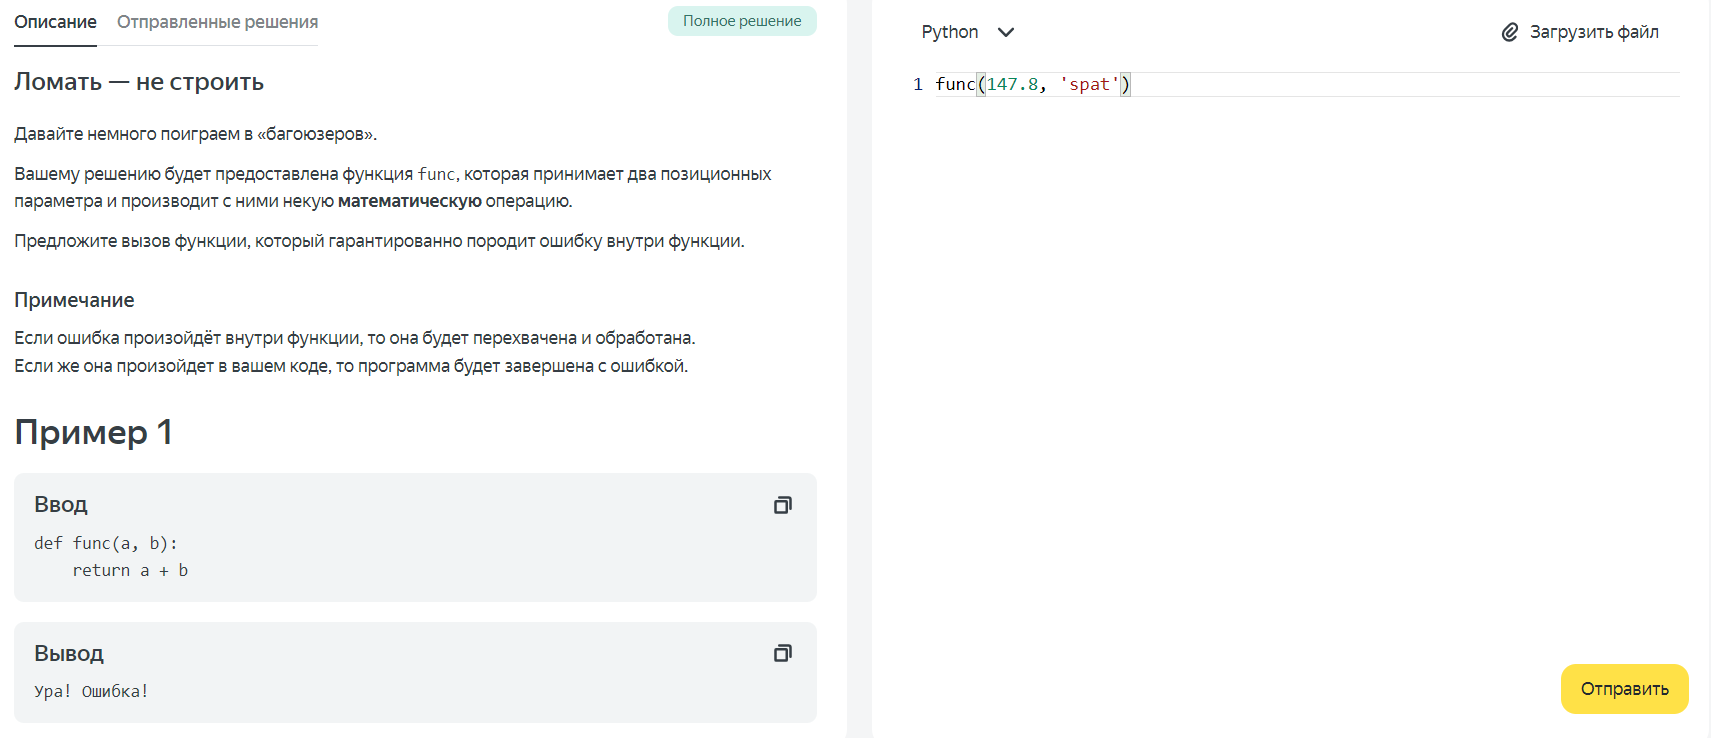 Описание Отправленные решения Полное решение
Ломать — не строить
Давайте немного поиграем в «багоюзеров».
Вашему решению будет предоставлена функция func, которая принимает два позиционных
параметра и производит с ними некую математическую операцию.
Предложите вызов функции, который гарантированно породит ошибку внутри функции.
Примечание
Если ошибка произойдёт внутри функции, то она будет перехвачена и обработана.
Если же она произойдет в вашем коде, то программа будет завершена с ошибкой.
Пример 1
Ввод
def func(a, b):
    return a + b
Вывод
Ура! Ошибка!
Python Загрузить файл
1 func(147.8, 'spat')
Отправить